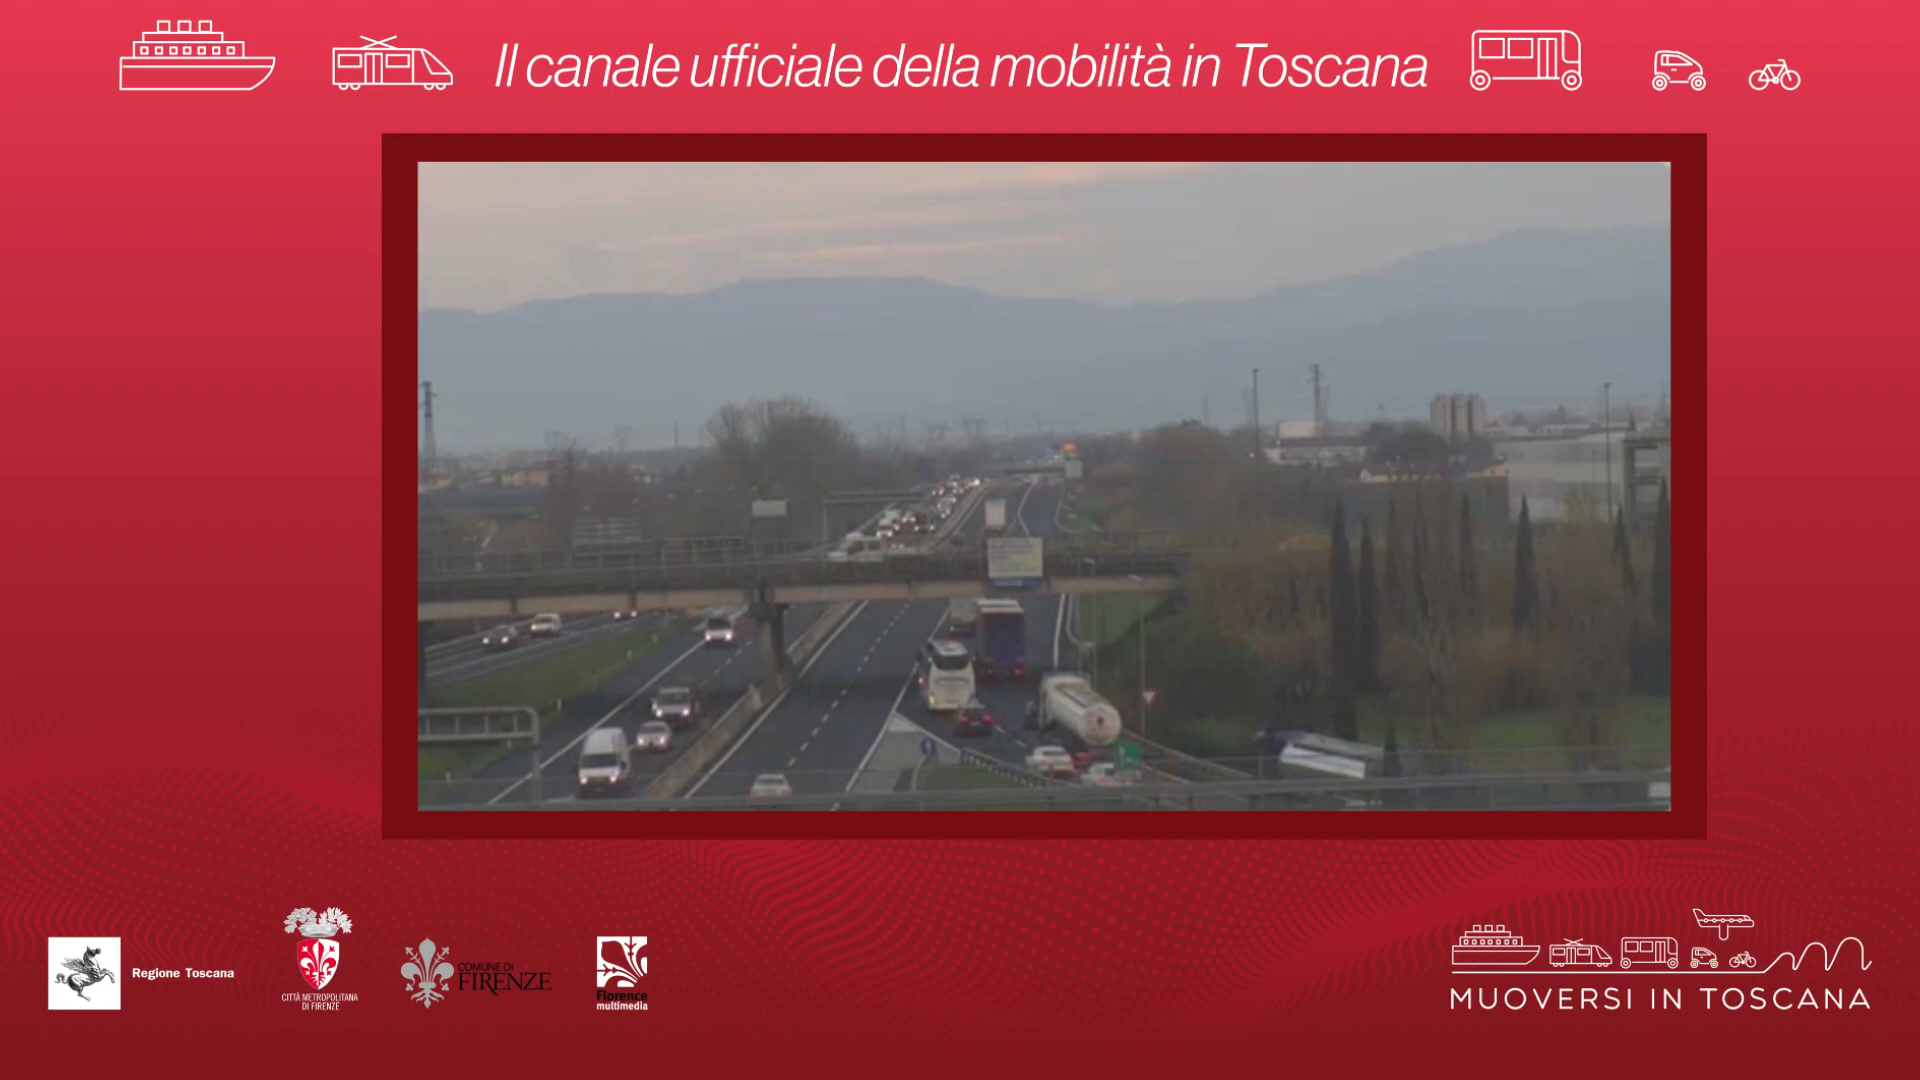 Il canale ufficiale della mobilità in Toscana
Regione Toscana
CITTÀ METROPOLITANA
DI FIRENZE
COMUNE DI
FIRENZE
Florence
multimedia
MUOVERSI IN TOSCANA